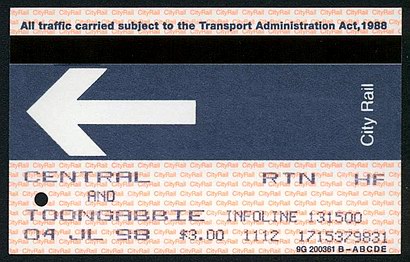 All traffic carried subject to the Transport Administration Act,1988
City Rail
CENTRAL RTN HF
AND
TOONGABBIE INFOLINE 131500
04 JL 98 $3.00 1112 1715379831
9G 200361 B-ABCDE